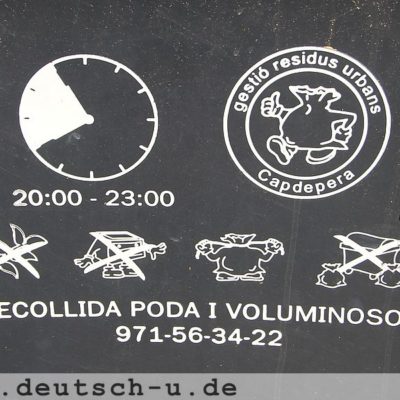 gestió residus urbans
Capdepera
20:00 - 23:00
ECOLLIDA PODA I VOLUMINOSO
971-56-34-22
.deutsch-u.de